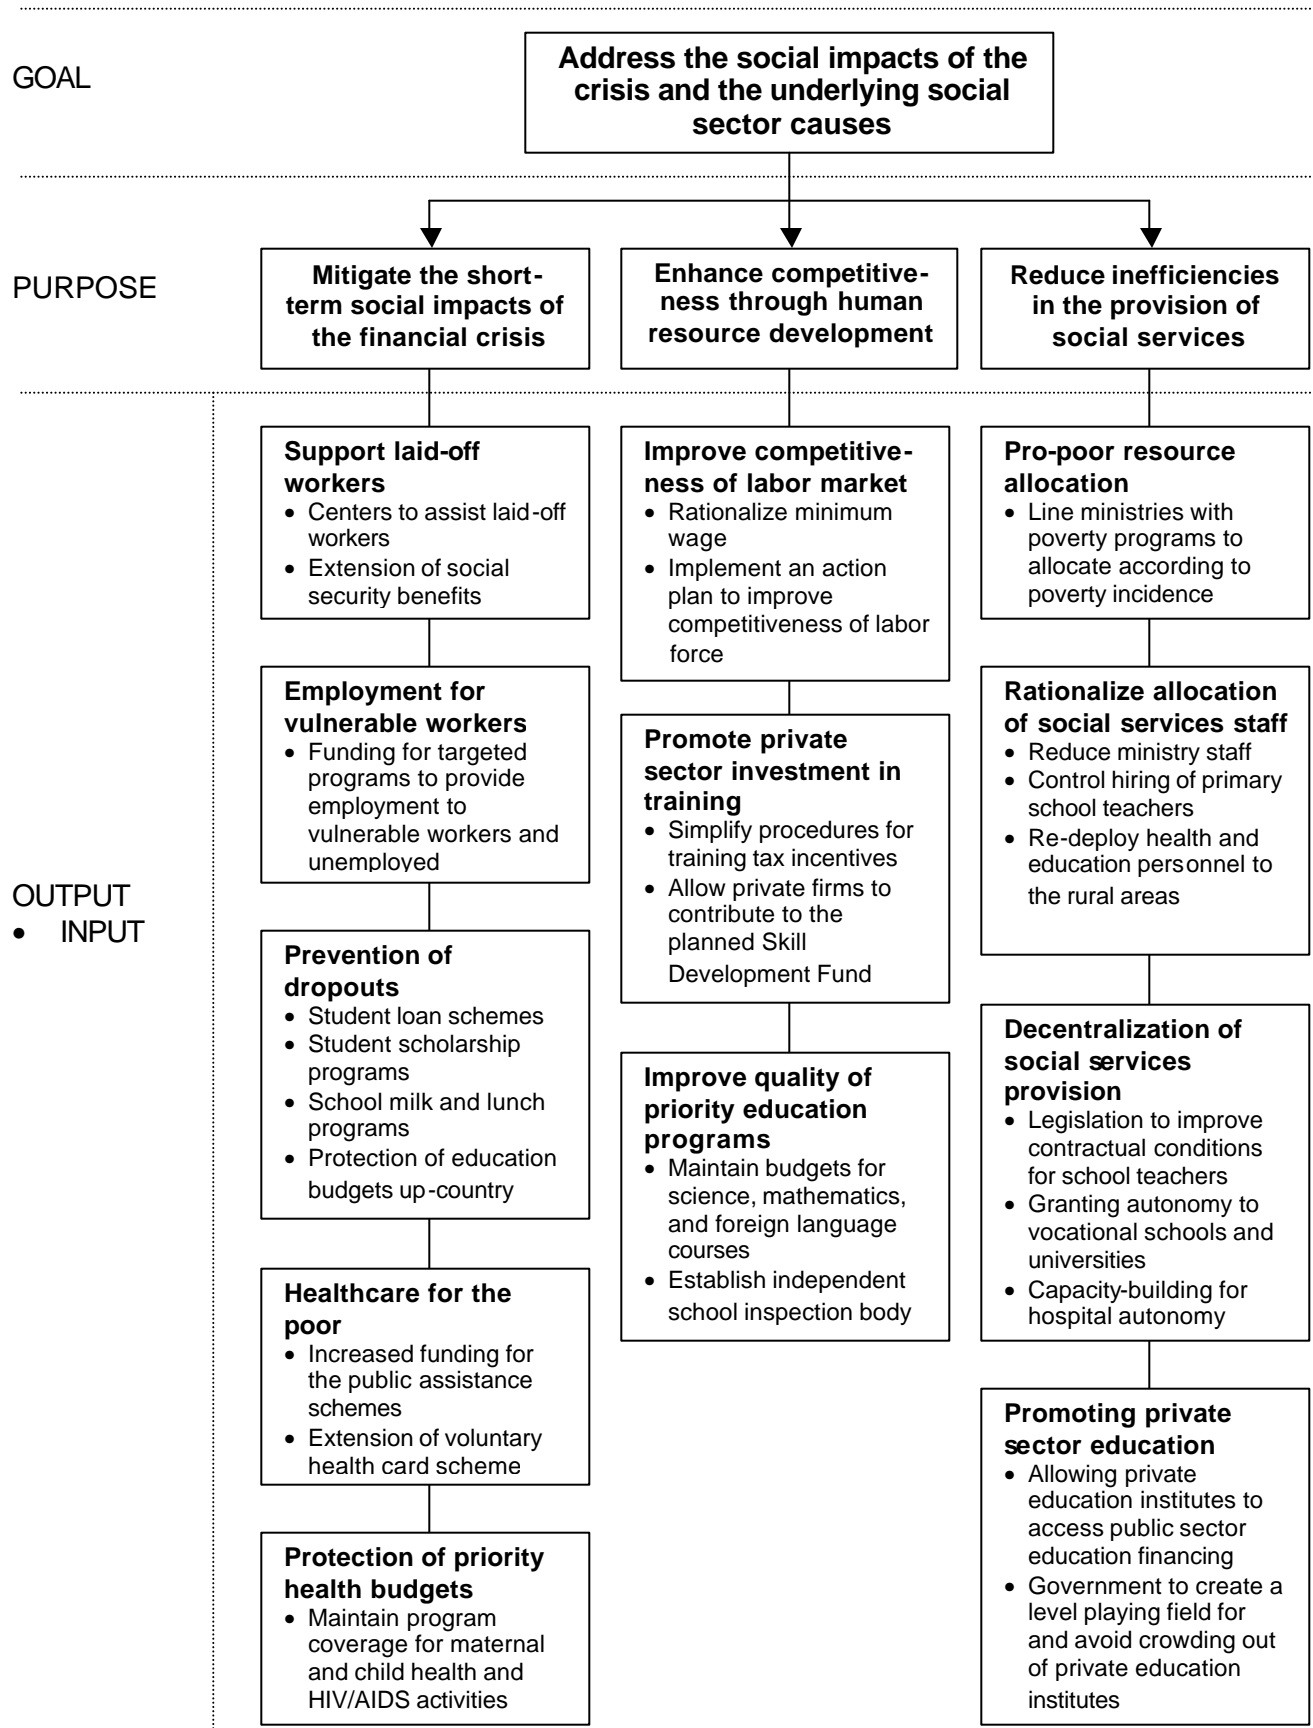 GOAL
Address the social impacts of the
crisis and the underlying social
sector causes
PURPOSE
Mitigate the short-
term social impacts of
the financial crisis
Enhance competitive-
ness through human
resource development
Reduce inefficiencies
in the provision of
social services
OUTPUT
• INPUT
Support laid-off
workers
• Centers to assist laid-off
workers
• Extension of social
security benefits
Employment for
vulnerable workers
• Funding for targeted
programs to provide
employment to
vulnerable workers and
unemployed
Prevention of
dropouts
• Student loan schemes
• Student scholarship
programs
• School milk and lunch
programs
• Protection of education
budgets up-country
Healthcare for the
poor
• Increased funding for
the public assistance
schemes
• Extension of voluntary
health card scheme
Protection of priority
health budgets
• Maintain program
coverage for maternal
and child health and
HIV/AIDS activities
Improve competitive-
ness of labor market
• Rationalize minimum
wage
• Implement an action
plan to improve
competitiveness of labor
force
Promote private
sector investment in
training
• Simplify procedures for
training tax incentives
• Allow private firms to
contribute to the
planned Skill
Development Fund
Improve quality of
priority education
programs
• Maintain budgets for
science, mathematics,
and foreign language
courses
• Establish independent
school inspection body
Pro-poor resource
allocation
• Line ministries with
poverty programs to
allocate according to
poverty incidence
Rationalize allocation
of social services staff
• Reduce ministry staff
• Control hiring of primary
school teachers
• Re-deploy health and
education personnel to
the rural areas
Decentralization of
social services
provision
• Legislation to improve
contractual conditions
for school teachers
• Granting autonomy to
vocational schools and
universities
• Capacity-building for
hospital autonomy
Promoting private
sector education
• Allowing private
education institutes to
access public sector
education financing
• Government to create a
level playing field for
and avoid crowding out
of private education
institutes